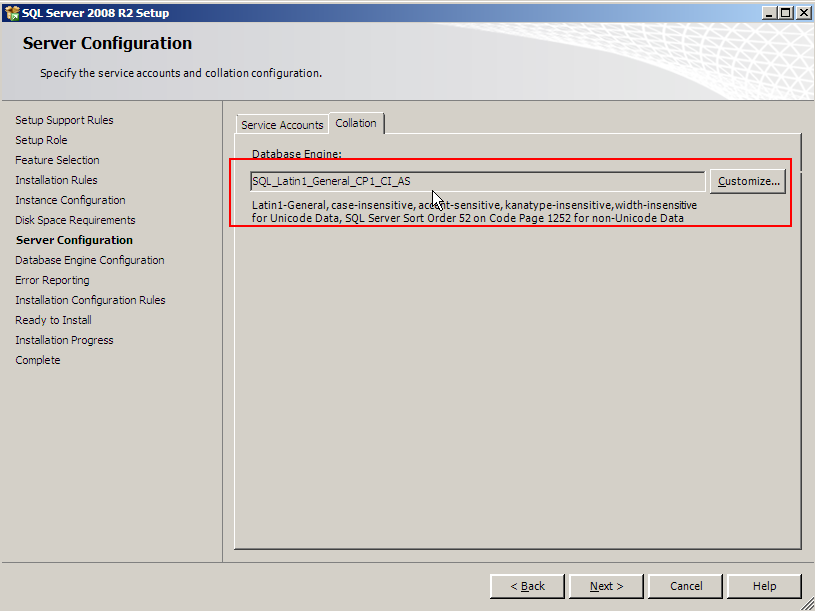 SQL Server 2008 R2 Setup
Server Configuration
Specify the service accounts and collation configuration.
Setup Support Rules
Setup Role
Feature Selection
Installation Rules
Instance Configuration
Disk Space Requirements
Server Configuration
Database Engine Configuration
Error Reporting
Installation Configuration Rules
Ready to Install
Installation Progress
Complete
Service Accounts
Collation
Database Engine:
SQL_Latin1_General_CP1_CI_AS
Customize...
Latin1-General, case-insensitive, accent-sensitive, kanatype-insensitive, width-insensitive
for Unicode Data, SQL Server Sort Order 52 on Code Page 1252 for non-Unicode Data
< Back
Next >
Cancel
Help